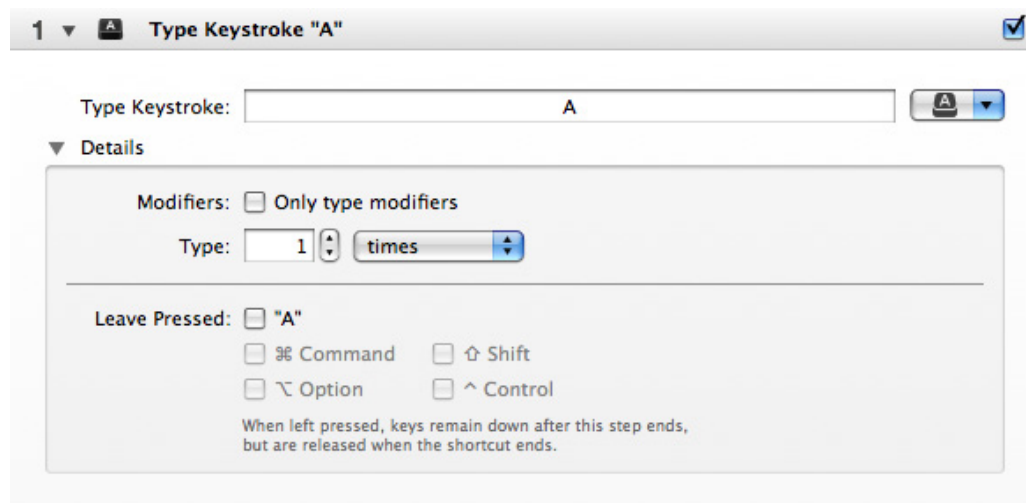 1 Type Keystroke "A"
Type Keystroke: A
Details
Modifiers: Only type modifiers
Type: 1 times
Leave Pressed: "A"
⌘ Command ⇧ Shift
⌥ Option ^ Control
When left pressed, keys remain down after this step ends,
but are released when the shortcut ends.